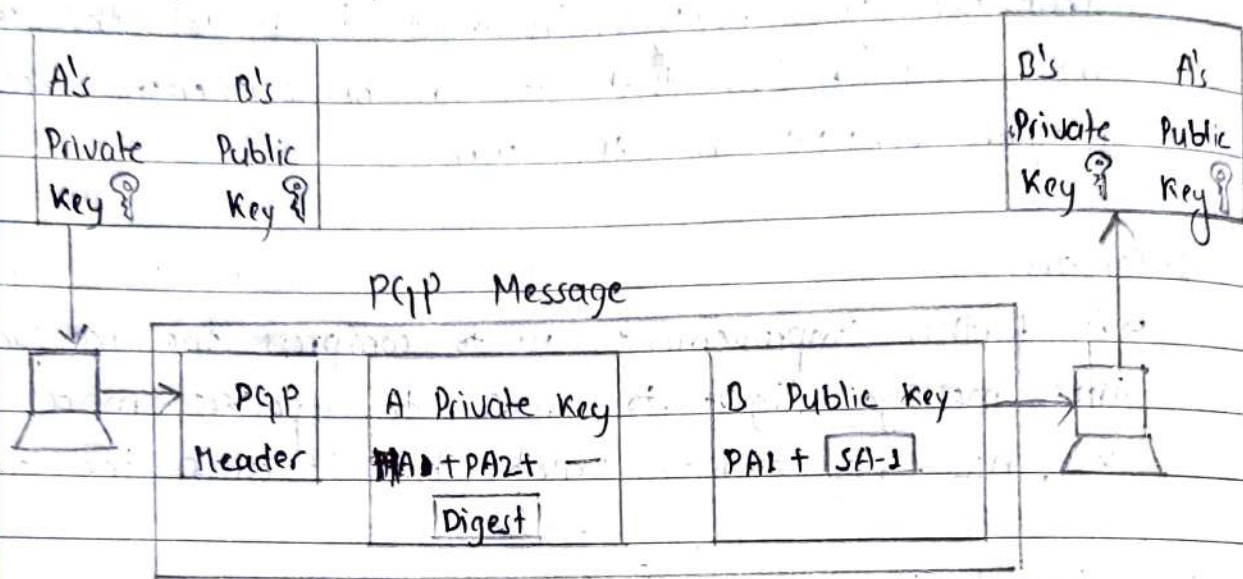 A's B's
Private Public
Key Key
B's A's
Private Public
Key Key
PGP Message
PGP
Header
A Private Key
+PA2+ —
Digest
B Public Key
PA1 + SA-1